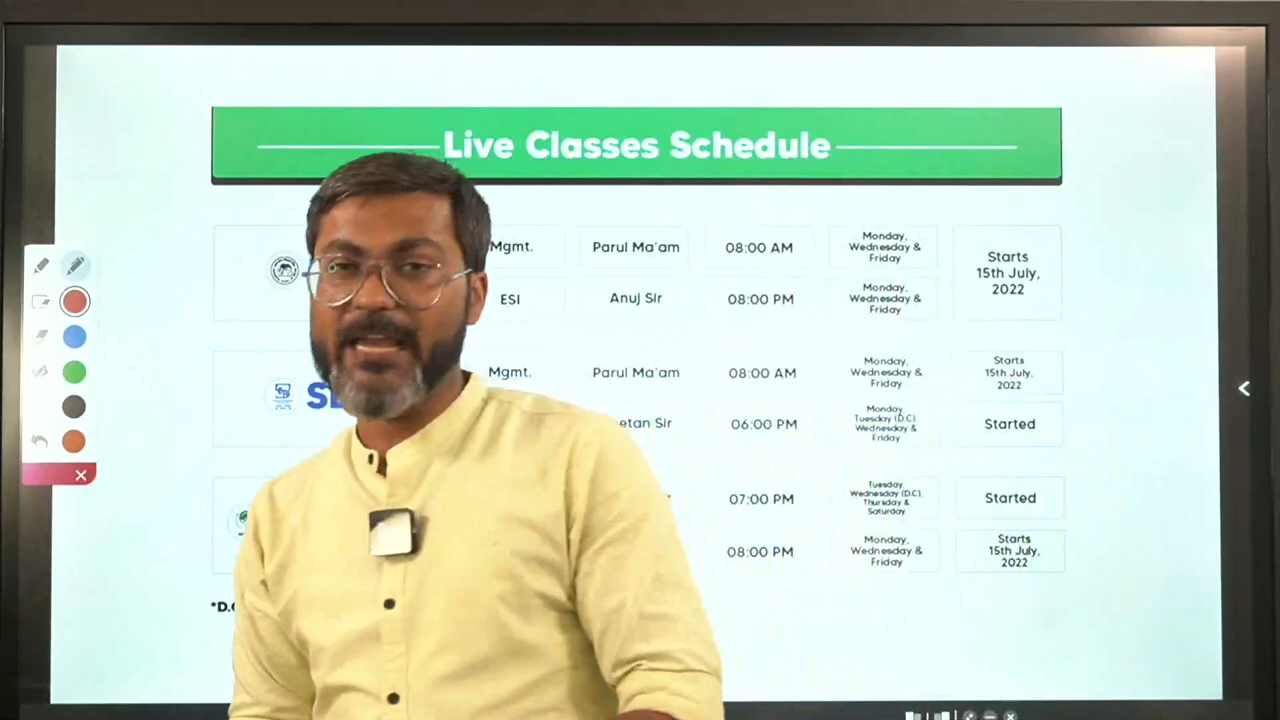 Live Classes Schedule
Mgmt.
Parul Ma'am
08:00 AM
Monday,
Wednesday &
Friday
Starts
15th July,
2022
ESI
Anuj Sir
08:00 PM
Monday,
Wednesday &
Friday
Mgmt.
Parul Ma'am
08:00 AM
Monday,
Wednesday &
Friday
Starts
15th July,
2022
Sir
06:00 PM
Monday,
Tuesday (D.C),
Wednesday &
Friday
Started
07:00 PM
Tuesday,
Wednesday (D.C),
Thursday &
Saturday
Started
08:00 PM
Monday,
Wednesday &
Friday
Starts
15th July,
2022